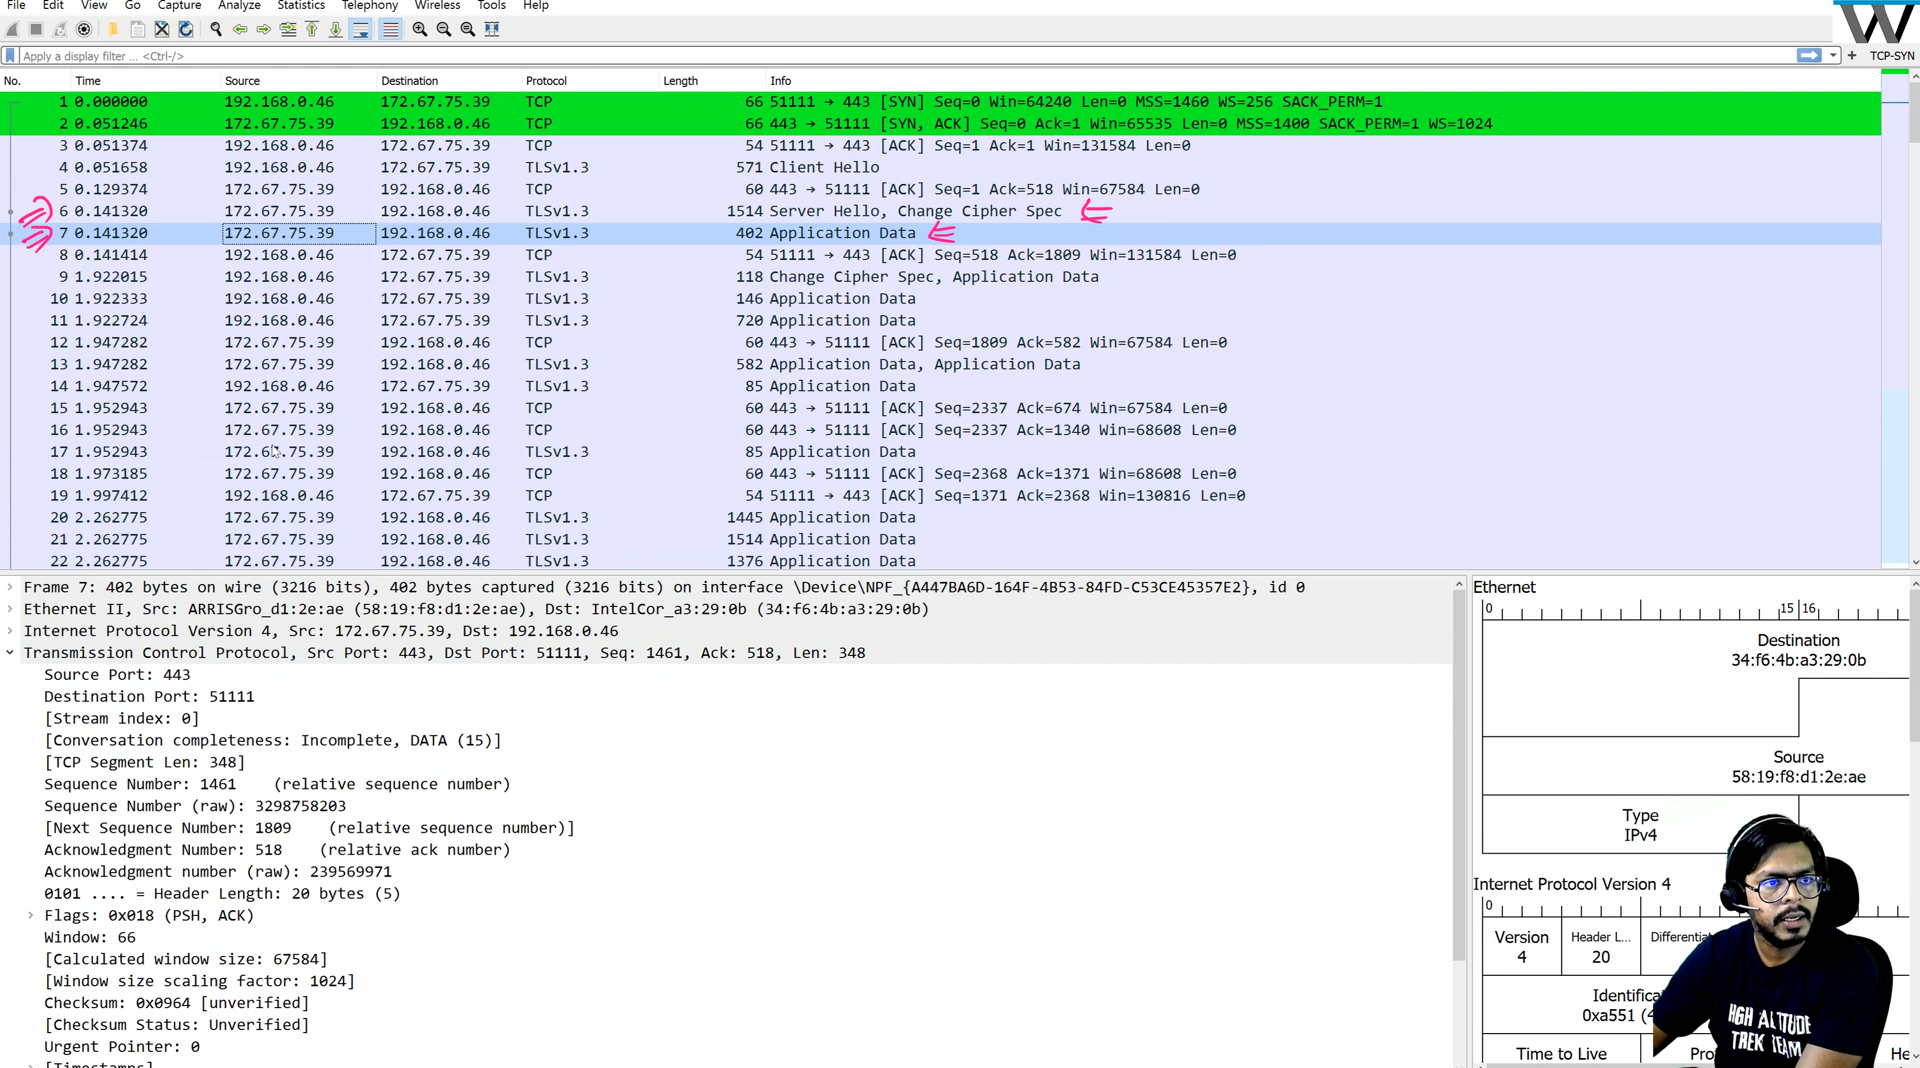 File Edit View Go Capture Analyze Statistics Telephony Wireless Tools Help
Apply a display filter ... <Ctrl-/>
+ TCP-SYN
No. Time Source Destination Protocol Length Info
1 0.000000 192.168.0.46 172.67.75.39 TCP 66 51111 → 443 [SYN] Seq=0 Win=64240 Len=0 MSS=1460 WS=256 SACK_PERM=1
2 0.051246 172.67.75.39 192.168.0.46 TCP 66 443 → 51111 [SYN, ACK] Seq=0 Ack=1 Win=65535 Len=0 MSS=1400 SACK_PERM=1 WS=1024
3 0.051374 192.168.0.46 172.67.75.39 TCP 54 51111 → 443 [ACK] Seq=1 Ack=1 Win=131584 Len=0
4 0.051658 192.168.0.46 172.67.75.39 TLSv1.3 571 Client Hello
5 0.129374 172.67.75.39 192.168.0.46 TCP 60 443 → 51111 [ACK] Seq=1 Ack=518 Win=67584 Len=0
6 0.141320 172.67.75.39 192.168.0.46 TLSv1.3 1514 Server Hello, Change Cipher Spec
7 0.141320 172.67.75.39 192.168.0.46 TLSv1.3 402 Application Data
8 0.141414 192.168.0.46 172.67.75.39 TCP 54 51111 → 443 [ACK] Seq=518 Ack=1809 Win=131584 Len=0
9 1.922015 192.168.0.46 172.67.75.39 TLSv1.3 118 Change Cipher Spec, Application Data
10 1.922333 192.168.0.46 172.67.75.39 TLSv1.3 146 Application Data
11 1.922724 192.168.0.46 172.67.75.39 TLSv1.3 720 Application Data
12 1.947282 172.67.75.39 192.168.0.46 TCP 60 443 → 51111 [ACK] Seq=1809 Ack=582 Win=67584 Len=0
13 1.947282 172.67.75.39 192.168.0.46 TLSv1.3 582 Application Data, Application Data
14 1.947572 192.168.0.46 172.67.75.39 TLSv1.3 85 Application Data
15 1.952943 172.67.75.39 192.168.0.46 TCP 60 443 → 51111 [ACK] Seq=2337 Ack=674 Win=67584 Len=0
16 1.952943 172.67.75.39 192.168.0.46 TCP 60 443 → 51111 [ACK] Seq=2337 Ack=1340 Win=68608 Len=0
17 1.952943 172.67.75.39 192.168.0.46 TLSv1.3 85 Application Data
18 1.973185 172.67.75.39 192.168.0.46 TCP 60 443 → 51111 [ACK] Seq=2368 Ack=1371 Win=68608 Len=0
19 1.997412 192.168.0.46 172.67.75.39 TCP 54 51111 → 443 [ACK] Seq=1371 Ack=2368 Win=130816 Len=0
20 2.262775 172.67.75.39 192.168.0.46 TLSv1.3 1445 Application Data
21 2.262775 172.67.75.39 192.168.0.46 TLSv1.3 1514 Application Data
22 2.262775 172.67.75.39 192.168.0.46 TLSv1.3 1376 Application Data
Frame 7: 402 bytes on wire (3216 bits), 402 bytes captured (3216 bits) on interface \Device\NPF_{A447BA6D-164F-4B53-84FD-C53CE45357E2}, id 0
Ethernet II, Src: ARRISGro_d1:2e:ae (58:19:f8:d1:2e:ae), Dst: IntelCor_a3:29:0b (34:f6:4b:a3:29:0b)
Internet Protocol Version 4, Src: 172.67.75.39, Dst: 192.168.0.46
Transmission Control Protocol, Src Port: 443, Dst Port: 51111, Seq: 1461, Ack: 518, Len: 348
Source Port: 443
Destination Port: 51111
[Stream index: 0]
[Conversation completeness: Incomplete, DATA (15)]
[TCP Segment Len: 348]
Sequence Number: 1461 (relative sequence number)
Sequence Number (raw): 3298758203
[Next Sequence Number: 1809 (relative sequence number)]
Acknowledgment Number: 518 (relative ack number)
Acknowledgment number (raw): 239569971
0101 .... = Header Length: 20 bytes (5)
Flags: 0x018 (PSH, ACK)
Window: 66
[Calculated window size: 67584]
[Window size scaling factor: 1024]
Checksum: 0x0964 [unverified]
[Checksum Status: Unverified]
Urgent Pointer: 0
[Timestamps]
Ethernet
0 15 16
Destination
34:f6:4b:a3:29:0b
Source
58:19:f8:d1:2e:ae
Type
IPv4
Internet Protocol Version 4
0
Version
4
Header L...
20
Differentia
Identifica
0xa551 (4
Time to Live
Pro
He
HGH ALTITUDE
TREK TEAM